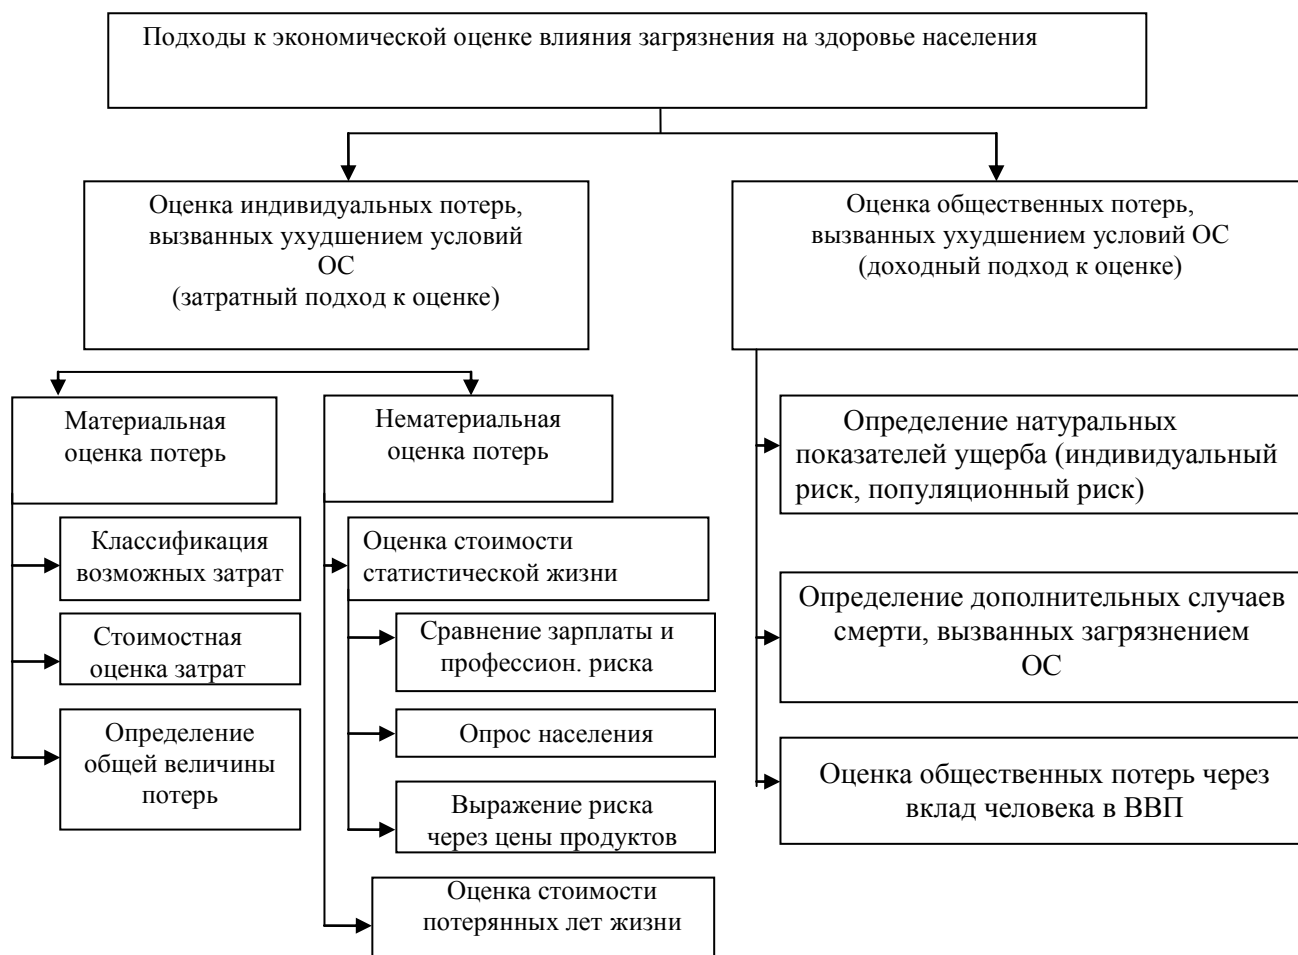 Подходы к экономической оценке влияния загрязнения на здоровье населения
Оценка индивидуальных потерь,
вызванных ухудшением условий
ОС
(затратный подход к оценке)
Оценка общественных потерь,
вызванных ухудшением условий ОС
(доходный подход к оценке)
Материальная
оценка потерь
Классификация
возможных затрат
Стоимостная
оценка затрат
Определение
общей величины
потерь
Нематериальная
оценка потерь
Оценка стоимости
статистической жизни
Сравнение зарплаты и
профессион. риска
Опрос населения
Выражение риска
через цены продуктов
Оценка стоимости
потерянных лет жизни
Определение натуральных
показателей ущерба (индивидуальный
риск, популяционный риск)
Определение дополнительных случаев
смерти, вызванных загрязнением
ОС
Оценка общественных потерь через
вклад человека в ВВП